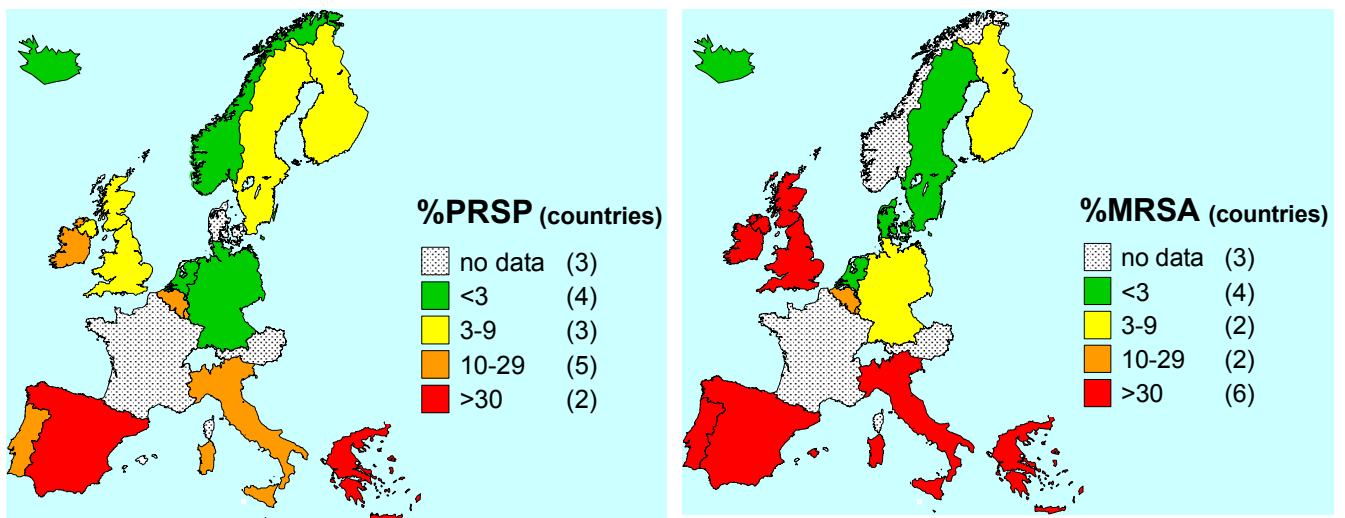 %PRSP (countries)
no data (3)
<3 (4)
3-9 (3)
10-29 (5)
>30 (2)
%MRSA (countries)
no data (3)
<3 (4)
3-9 (2)
10-29 (2)
>30 (6)